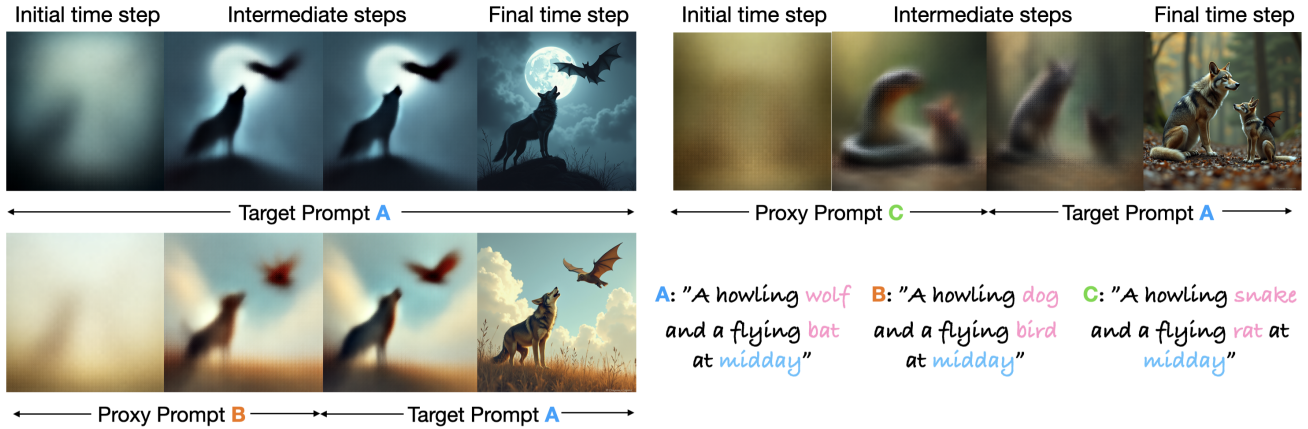 Initial time step Intermediate steps Final time step
Target Prompt A
Proxy Prompt B Target Prompt A
Initial time step Intermediate steps Final time step
Proxy Prompt C Target Prompt A
A: "A howling wolf
and a flying bat
at midday"
B: "A howling dog
and a flying bird
at midday"
C: "A howling snake
and a flying rat at
midday"